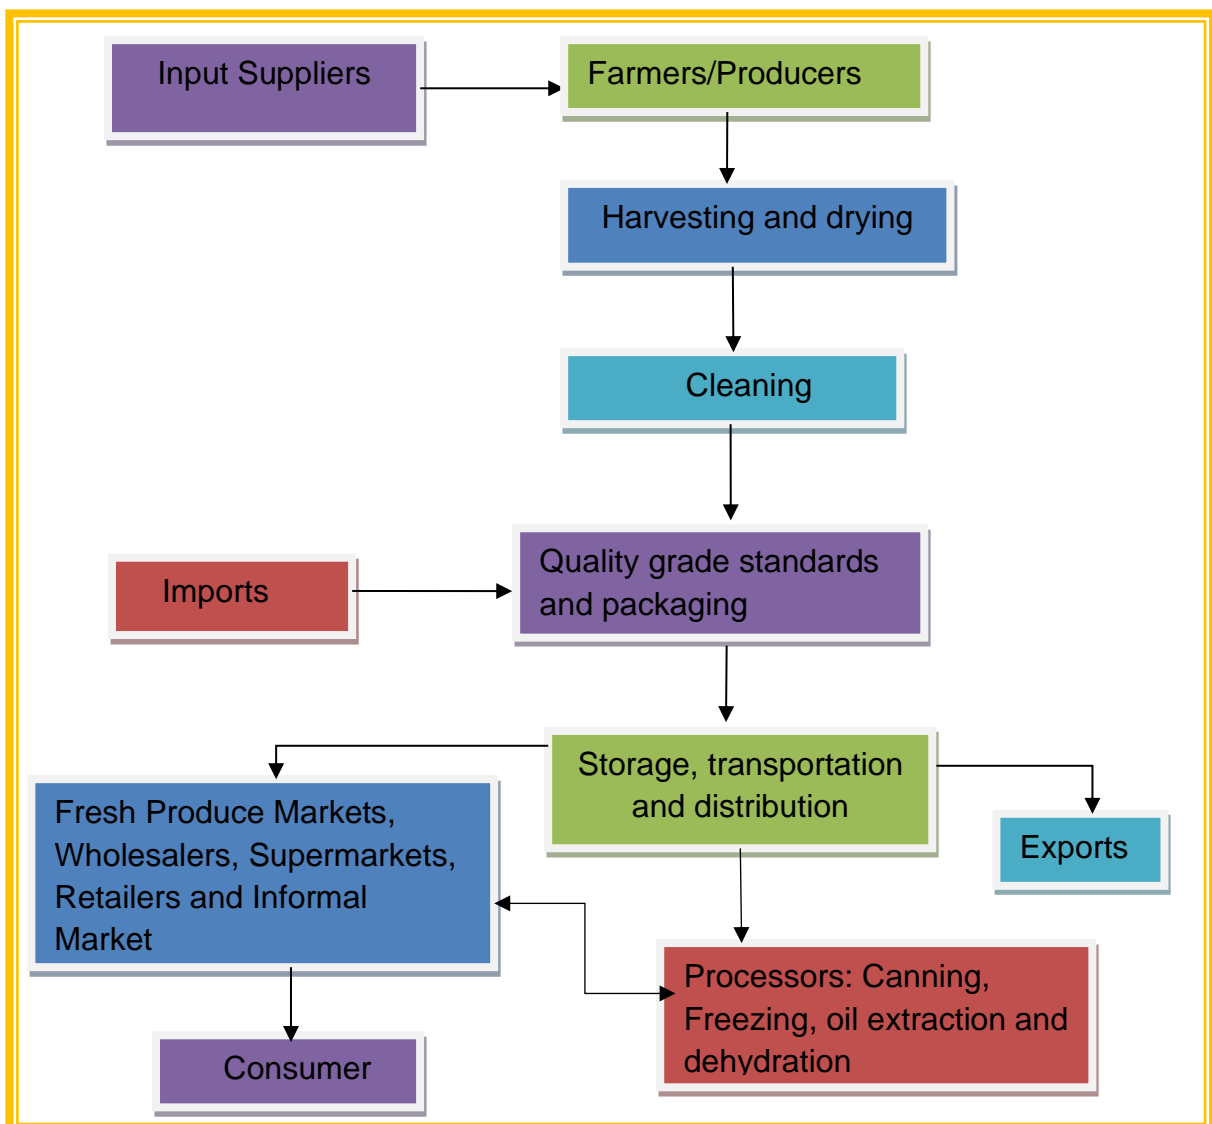 Input Suppliers
Farmers/Producers
Harvesting and drying
Cleaning
Quality grade standards
and packaging
Imports
Storage, transportation
and distribution
Fresh Produce Markets,
Wholesalers, Supermarkets,
Retailers and Informal
Market
Exports
Processors: Canning,
Freezing, oil extraction and
dehydration
Consumer